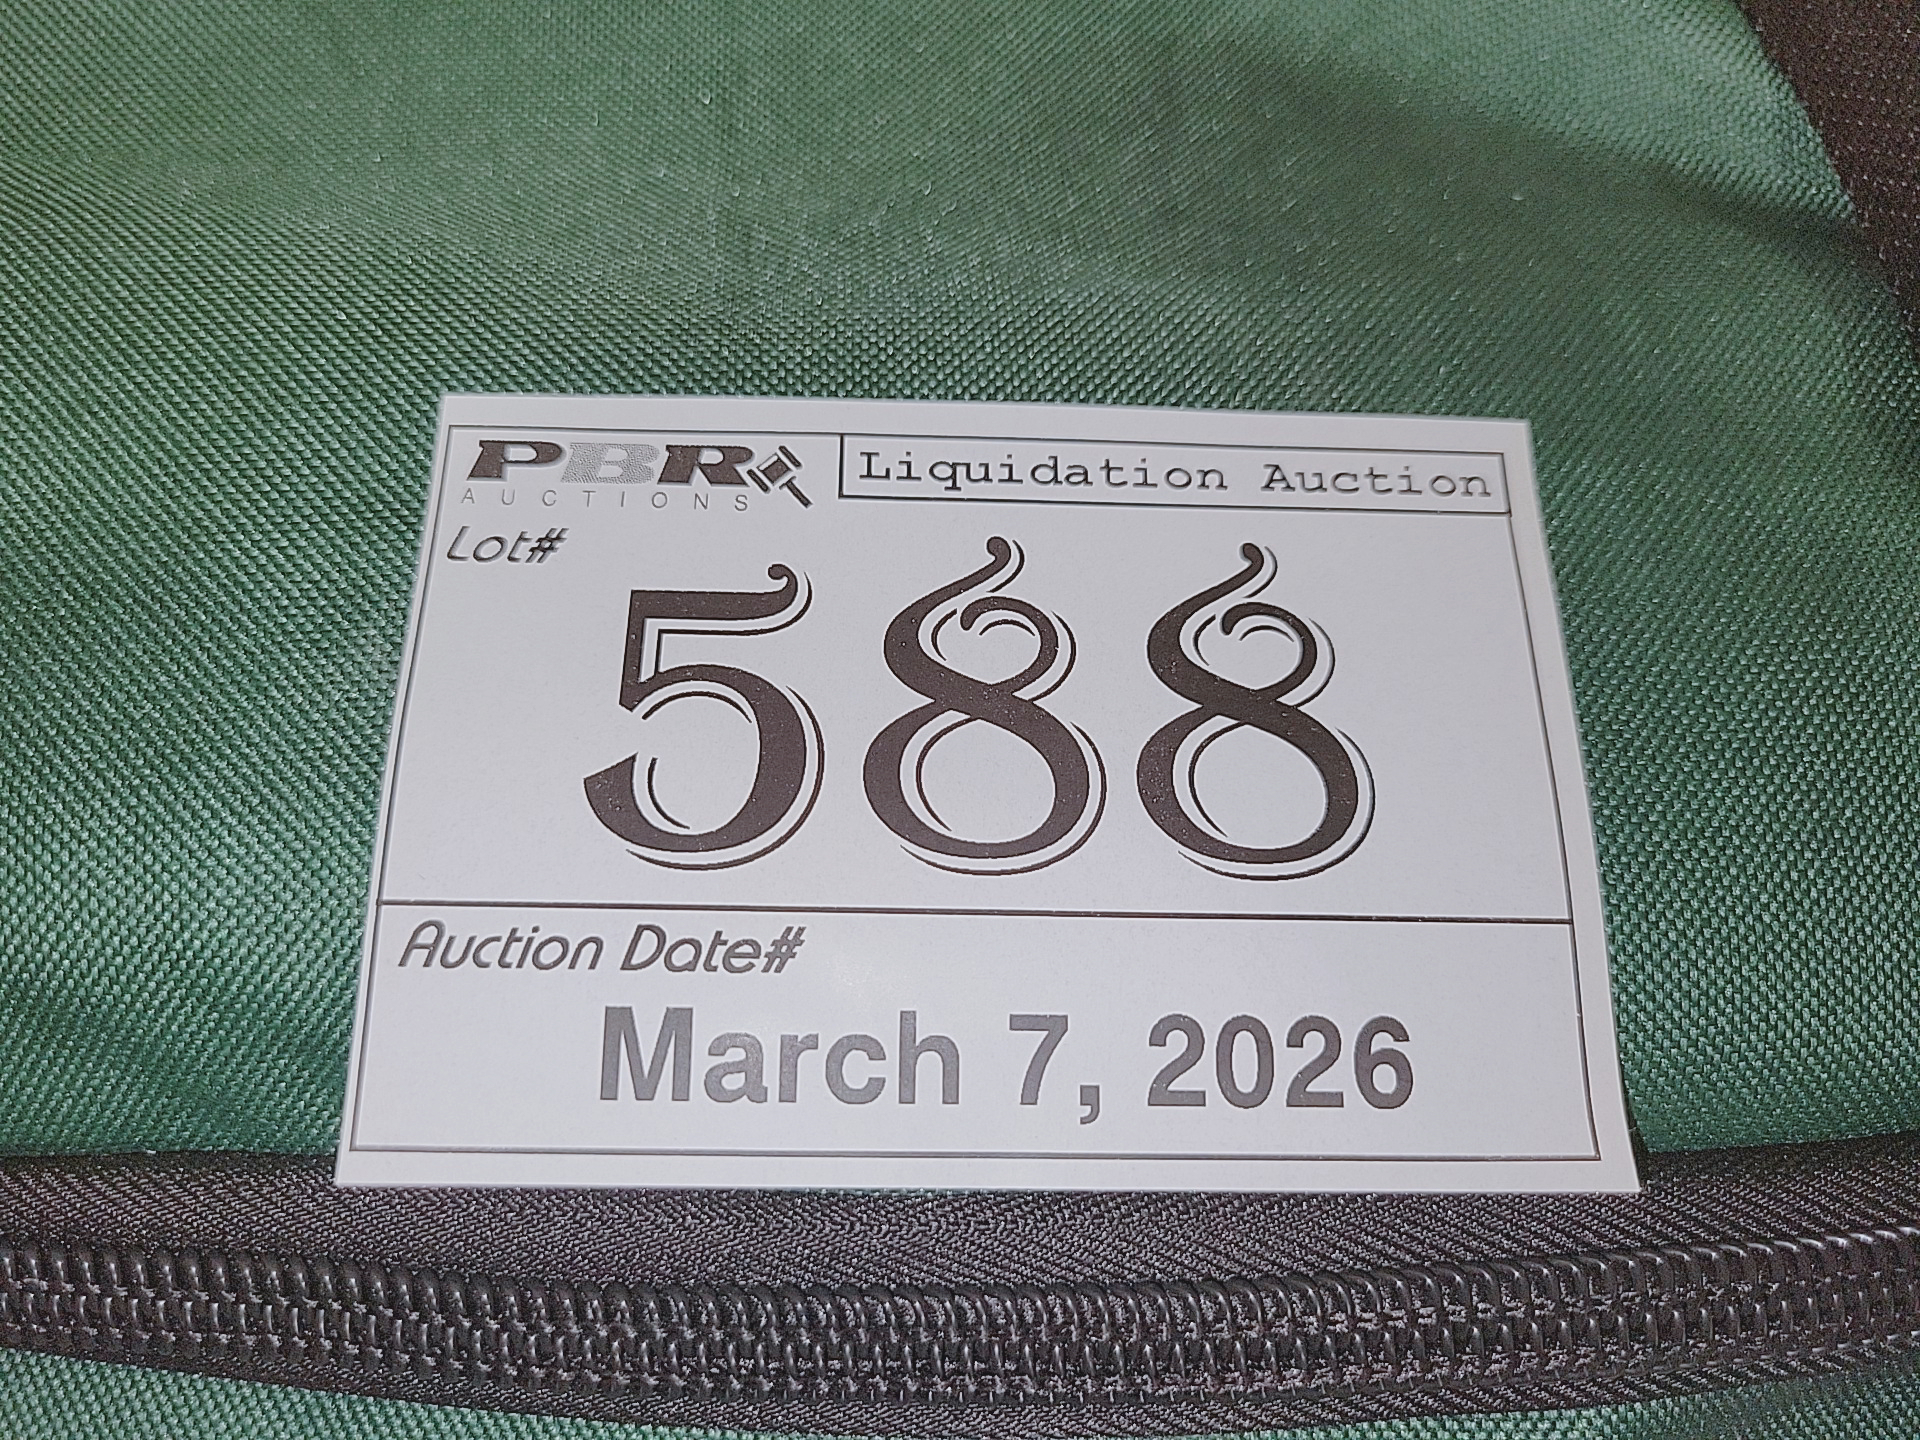 PBR
AUCTIONS
Liquidation Auction
Lot#
588
Auction Date#
March 7, 2026